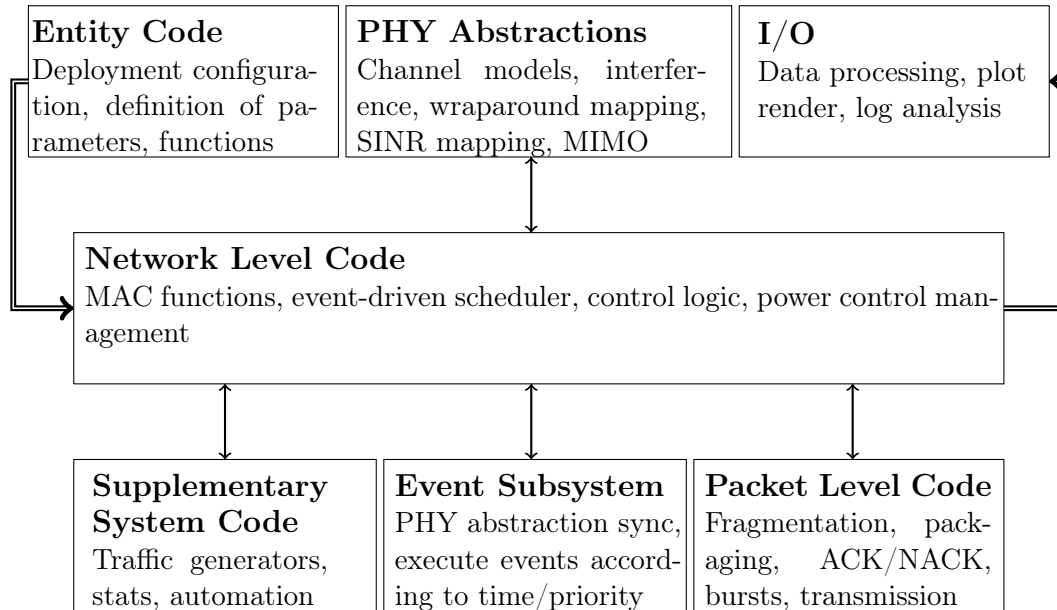 Entity Code
Deployment configura-
tion, definition of pa-
rameters, functions
PHY Abstractions
Channel models, interfer-
ence, wraparound mapping,
SINR mapping, MIMO
I/O
Data processing, plot
render, log analysis
Network Level Code
MAC functions, event-driven scheduler, control logic, power control man-
agement
Supplementary
System Code
Traffic generators,
stats, automation
Event Subsystem
PHY abstraction sync,
execute events accord-
ing to time/priority
Packet Level Code
Fragmentation, pack-
aging, ACK/NACK,
bursts, transmission